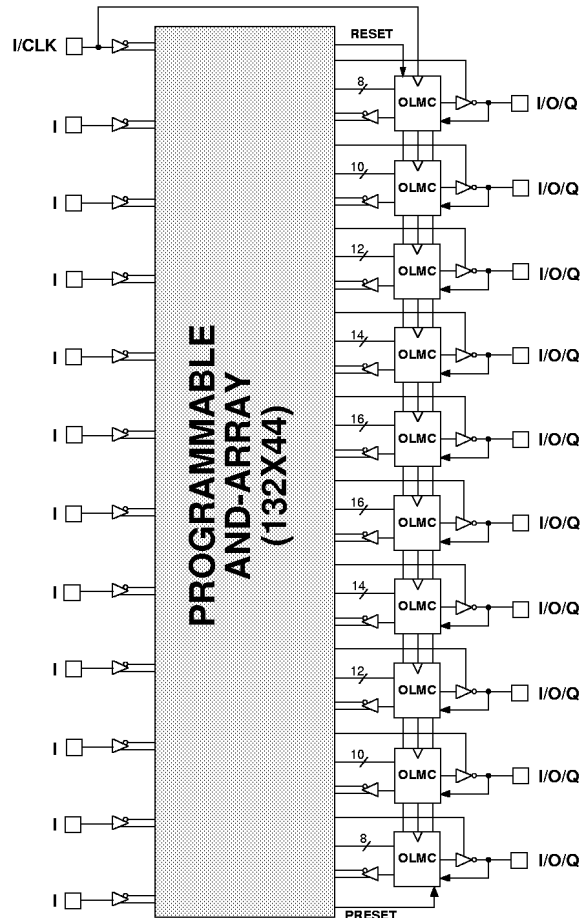 RESET
I/CLK
8
OLMC
I/O/Q
I
10
OLMC
I/O/Q
I
12
OLMC
I/O/Q
I
14
OLMC
I/O/Q
I
PROGRAMMABLE
AND-ARRAY
(132X44)
16
OLMC
I/O/Q
I
16
OLMC
I/O/Q
I
14
OLMC
I/O/Q
I
12
OLMC
I/O/Q
I
10
OLMC
I/O/Q
I
8
OLMC
I/O/Q
I
I
PRESET